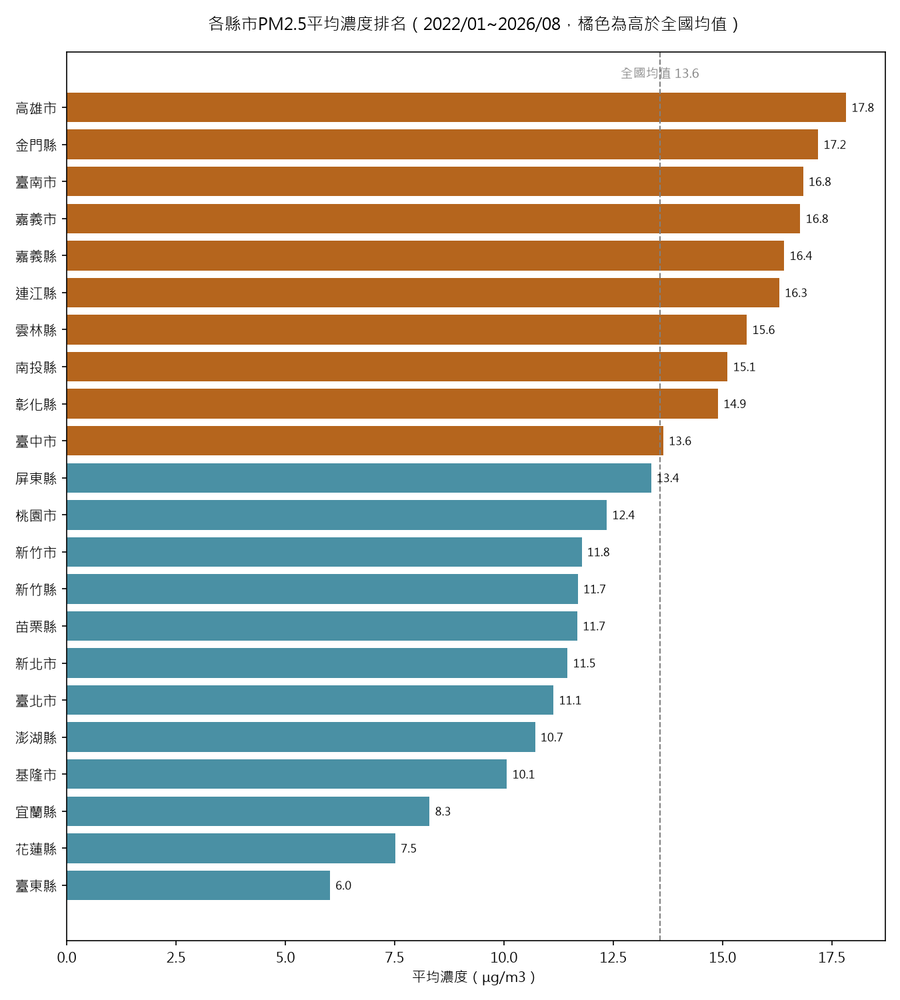 各縣市PM2.5平均濃度排名（2022/01~2026/08，橘色為高於全國均值）
全國均值 13.6
高雄市 17.8
金門縣 17.2
臺南市 16.8
嘉義市 16.8
嘉義縣 16.4
連江縣 16.3
雲林縣 15.6
南投縣 15.1
彰化縣 14.9
臺中市 13.6
屏東縣 13.4
桃園市 12.4
新竹市 11.8
新竹縣 11.7
苗栗縣 11.7
新北市 11.5
臺北市 11.1
澎湖縣 10.7
基隆市 10.1
宜蘭縣 8.3
花蓮縣 7.5
臺東縣 6.0
0.0 2.5 5.0 7.5 10.0 12.5 15.0 17.5
平均濃度（μg/m3）